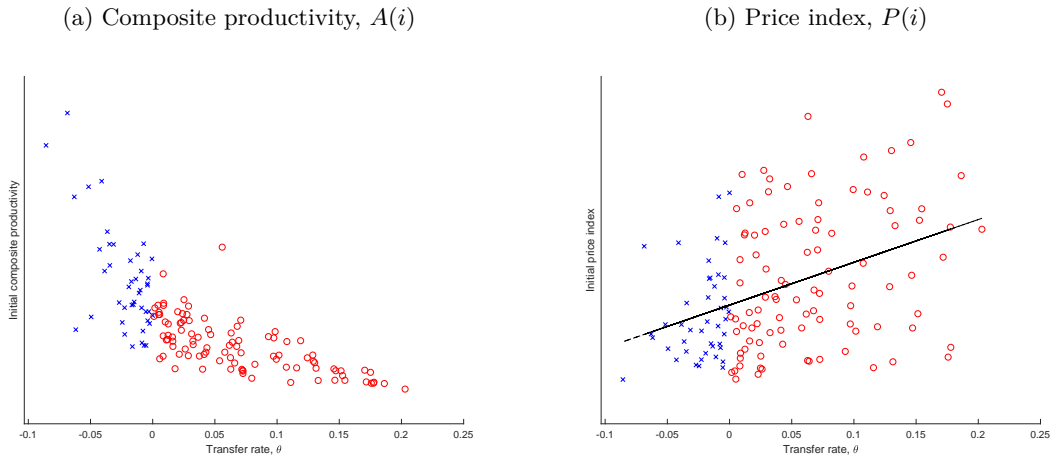 (a) Composite productivity, A(i)
(b) Price index, P(i)
Initial composite productivity
-0.1 -0.05 0 0.05 0.1 0.15 0.2 0.25
Transfer rate, θ
Initial price index
-0.1 -0.05 0 0.05 0.1 0.15 0.2 0.25
Transfer rate, θ